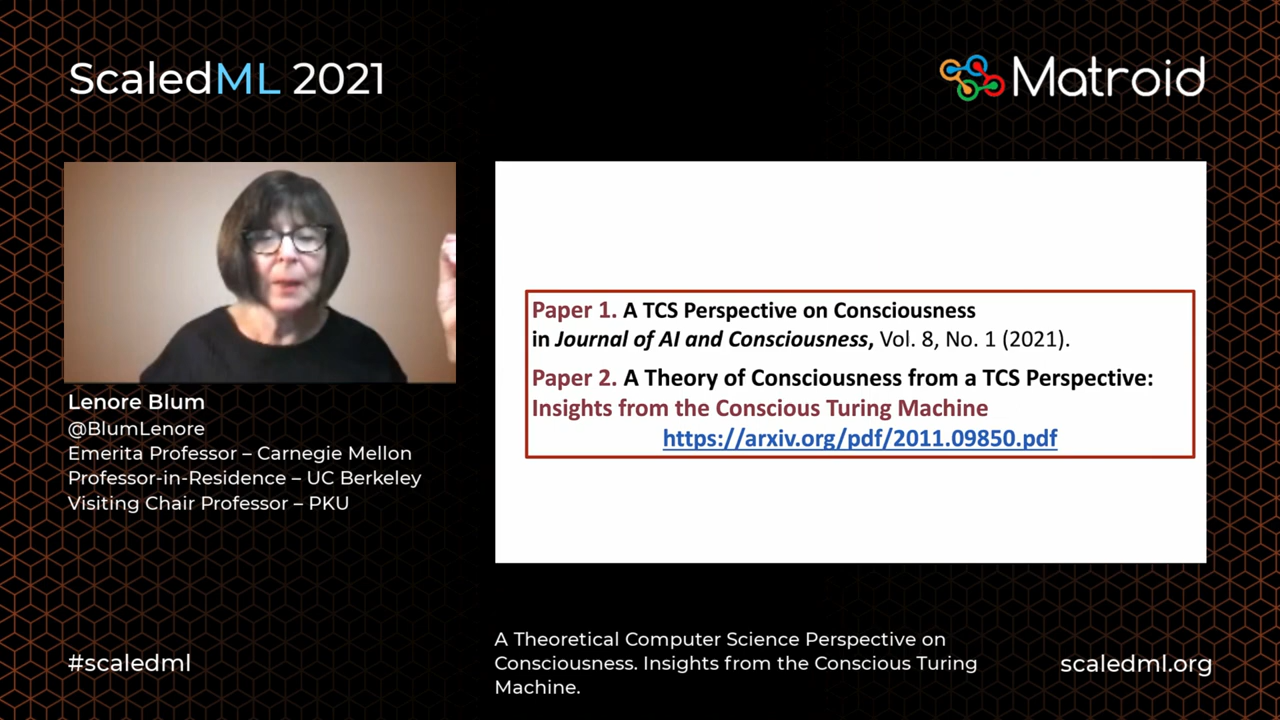 ScaledML 2021
Matroid
Lenore Blum
@BlumLenore
Emerita Professor – Carnegie Mellon
Professor-in-Residence – UC Berkeley
Visiting Chair Professor – PKU
Paper 1. A TCS Perspective on Consciousness
in Journal of AI and Consciousness, Vol. 8, No. 1 (2021).
Paper 2. A Theory of Consciousness from a TCS Perspective:
Insights from the Conscious Turing Machine
https://arxiv.org/pdf/2011.09850.pdf
#scaledml
A Theoretical Computer Science Perspective on
Consciousness. Insights from the Conscious Turing
Machine.
scaledml.org